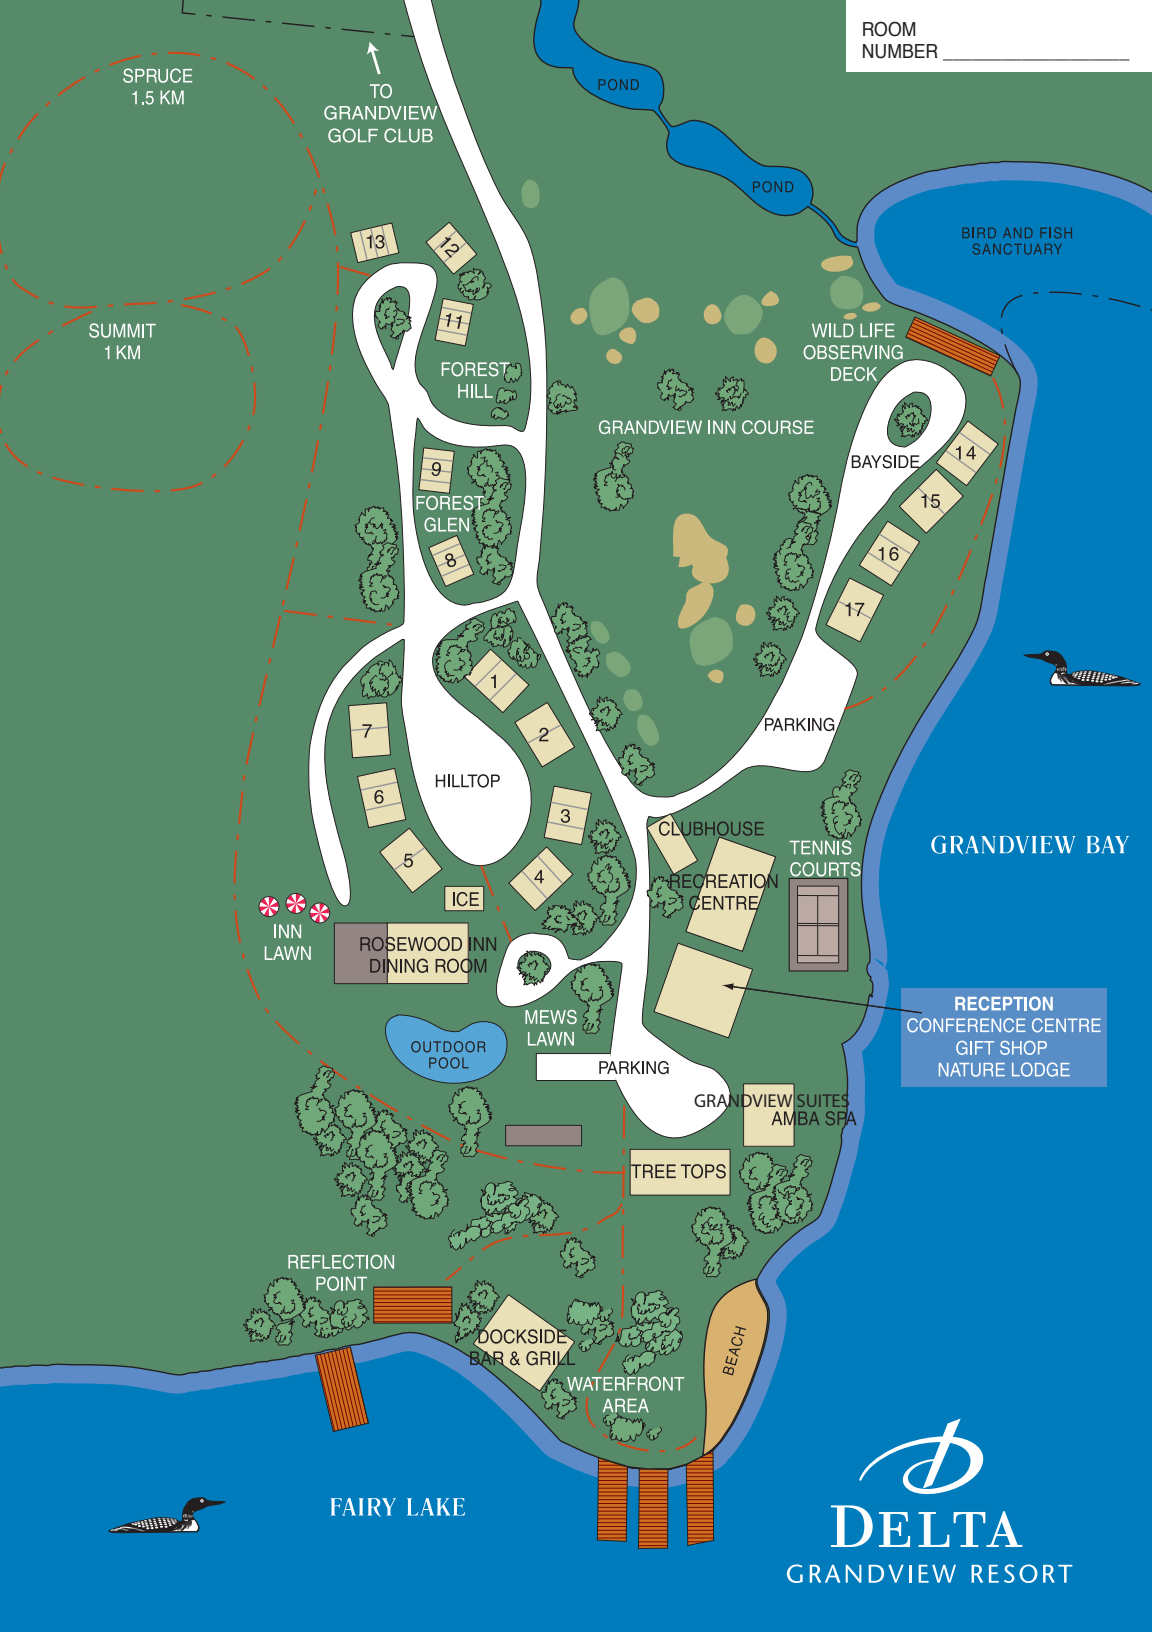 ROOM
NUMBER ___________________
SPRUCE
1.5 KM
TO
GRANDVIEW
GOLF CLUB
POND
POND
BIRD AND FISH
SANCTUARY
13
12
11
SUMMIT
1 KM
FOREST
HILL
WILD LIFE
OBSERVING
DECK
GRANDVIEW INN COURSE
BAYSIDE
14
15
16
17
9
FOREST
GLEN
8
1
2
7
6
HILLTOP
3
5
4
PARKING
CLUBHOUSE
RECREATION
CENTRE
TENNIS
COURTS
GRANDVIEW BAY
ICE
INN
LAWN
ROSEWOOD INN
DINING ROOM
MEWS
LAWN
OUTDOOR
POOL
PARKING
RECEPTION
CONFERENCE CENTRE
GIFT SHOP
NATURE LODGE
GRANDVIEW SUITES
AMBA SPA
TREE TOPS
REFLECTION
POINT
DOCKSIDE
BAR & GRILL
BEACH
WATERFRONT
AREA
FAIRY LAKE
DELTA
GRANDVIEW RESORT